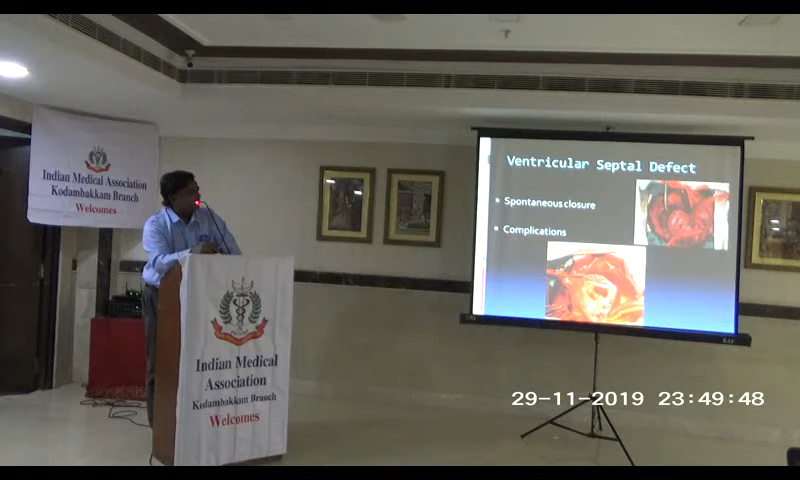 Indian Medical Association
Kodambakkam Branch
Welcomes
Indian Medical
Association
Kodambakkam Branch
Welcomes
Ventricular Septal Defect
Spontaneous closure
Complications
29-11-2019 23:49:48